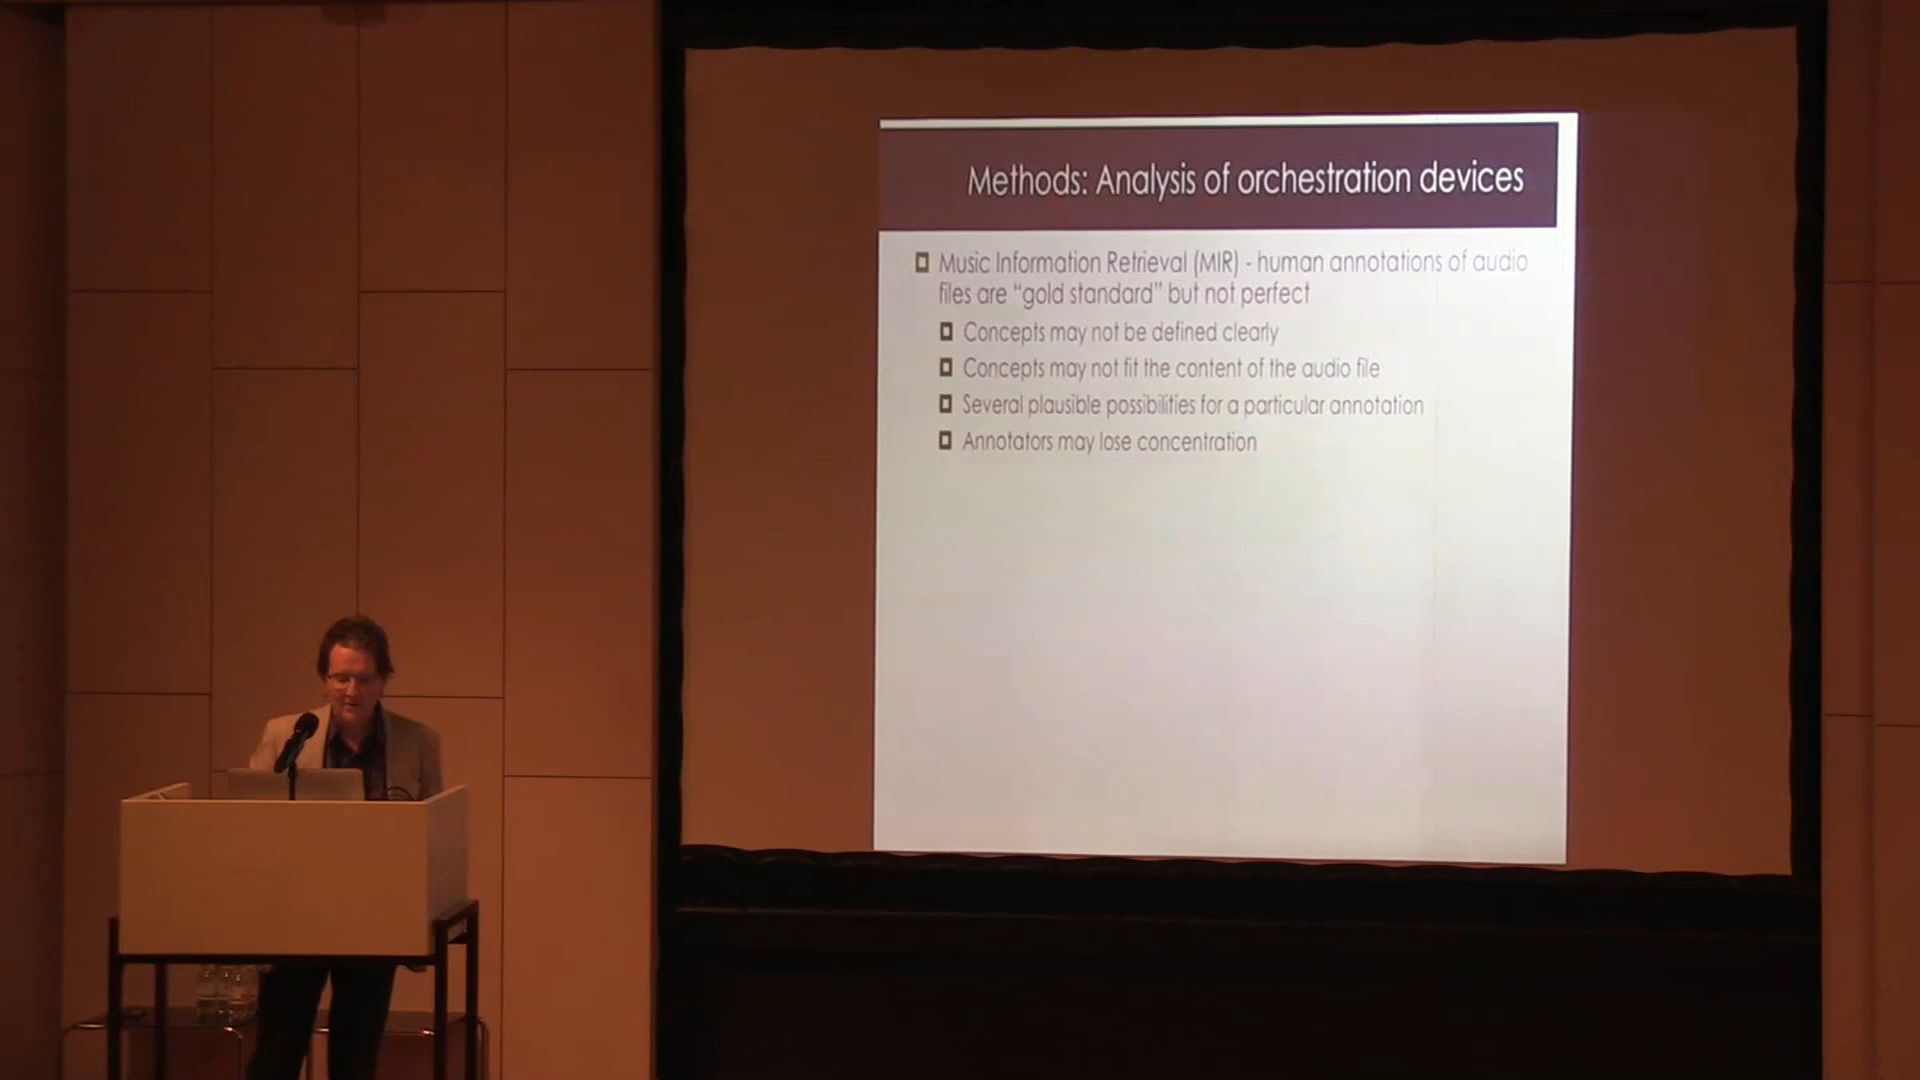 Methods: Analysis of orchestration devices
Music Information Retrieval (MIR) - human annotations of audio
files are “gold standard” but not perfect
Concepts may not be defined clearly
Concepts may not fit the content of the audio file
Several plausible possibilities for a particular annotation
Annotators may lose concentration